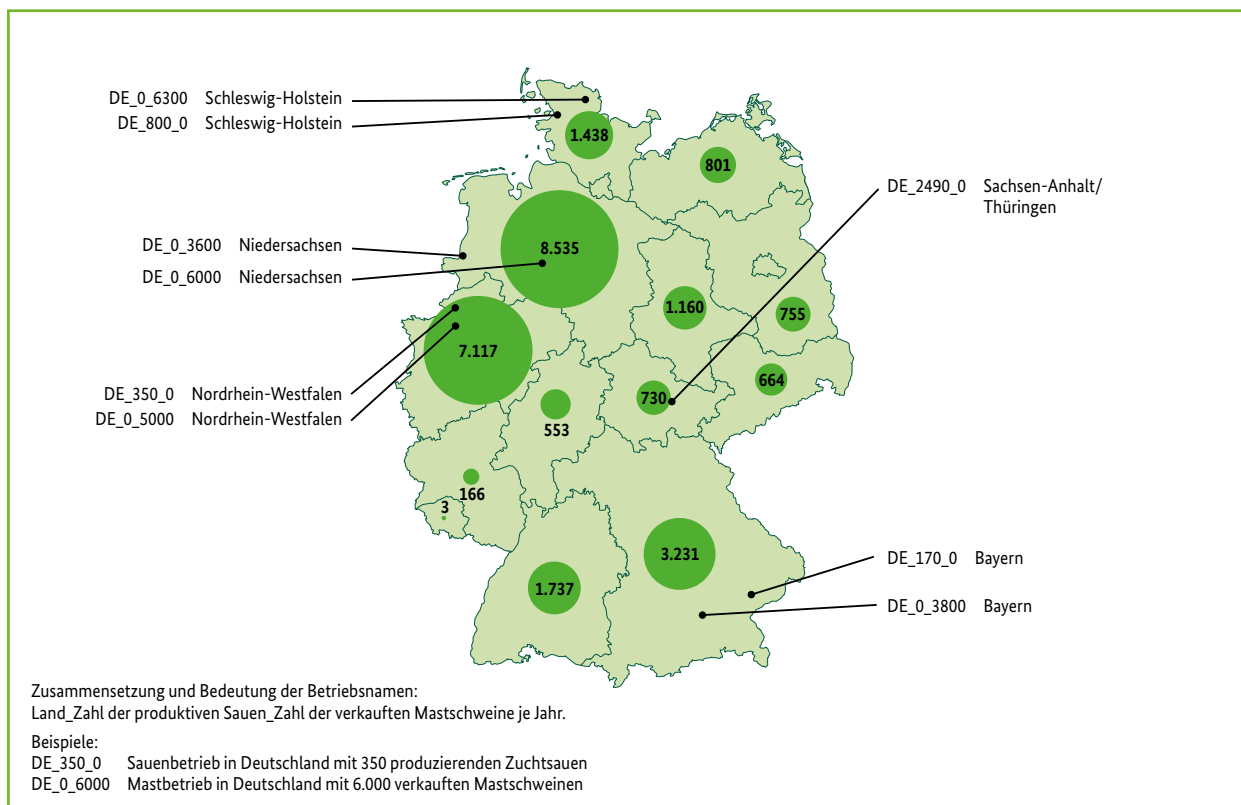 DE_0_6300 Schleswig-Holstein
DE_800_0 Schleswig-Holstein
1.438
801
DE_2490_0 Sachsen-Anhalt/
Thüringen
DE_0_3600 Niedersachsen
8.535
DE_0_6000 Niedersachsen
1.160
755
7.117
664
DE_350_0 Nordrhein-Westfalen
730
DE_0_5000 Nordrhein-Westfalen
553
166
3
3.231
DE_170_0 Bayern
1.737
DE_0_3800 Bayern
Zusammensetzung und Bedeutung der Betriebsnamen:
Land_Zahl der produktiven Sauen_Zahl der verkauften Mastschweine je Jahr.
Beispiele:
DE_350_0 Sauenbetrieb in Deutschland mit 350 produzierenden Zuchtsauen
DE_0_6000 Mastbetrieb in Deutschland mit 6.000 verkauften Mastschweinen